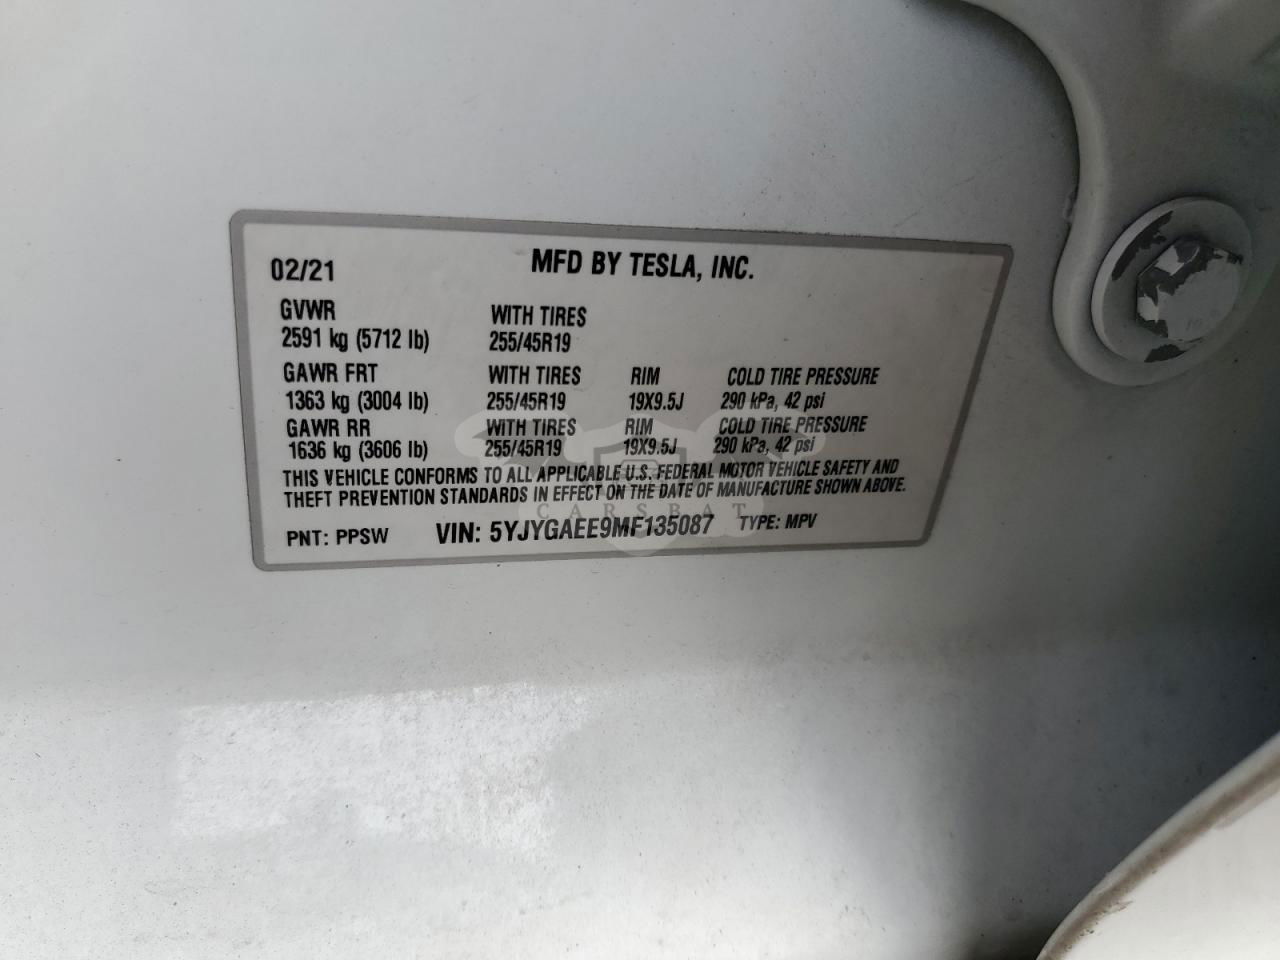 02/21 MFD BY TESLA, INC.
GVWR WITH TIRES
2591 kg (5712 lb) 255/45R19
GAWR FRT WITH TIRES RIM COLD TIRE PRESSURE
1363 kg (3004 lb) 255/45R19 19X9.5J 290 kPa, 42 psi
GAWR RR WITH TIRES RIM COLD TIRE PRESSURE
1636 kg (3606 lb) 255/45R19 19X9.5J 290 kPa, 42 psi
THIS VEHICLE CONFORMS TO ALL APPLICABLE U.S. FEDERAL MOTOR VEHICLE SAFETY AND
THEFT PREVENTION STANDARDS IN EFFECT ON THE DATE OF MANUFACTURE SHOWN ABOVE.
CARSBAT
PNT: PPSW VIN: 5YJYGAEE9MF135087 TYPE: MPV